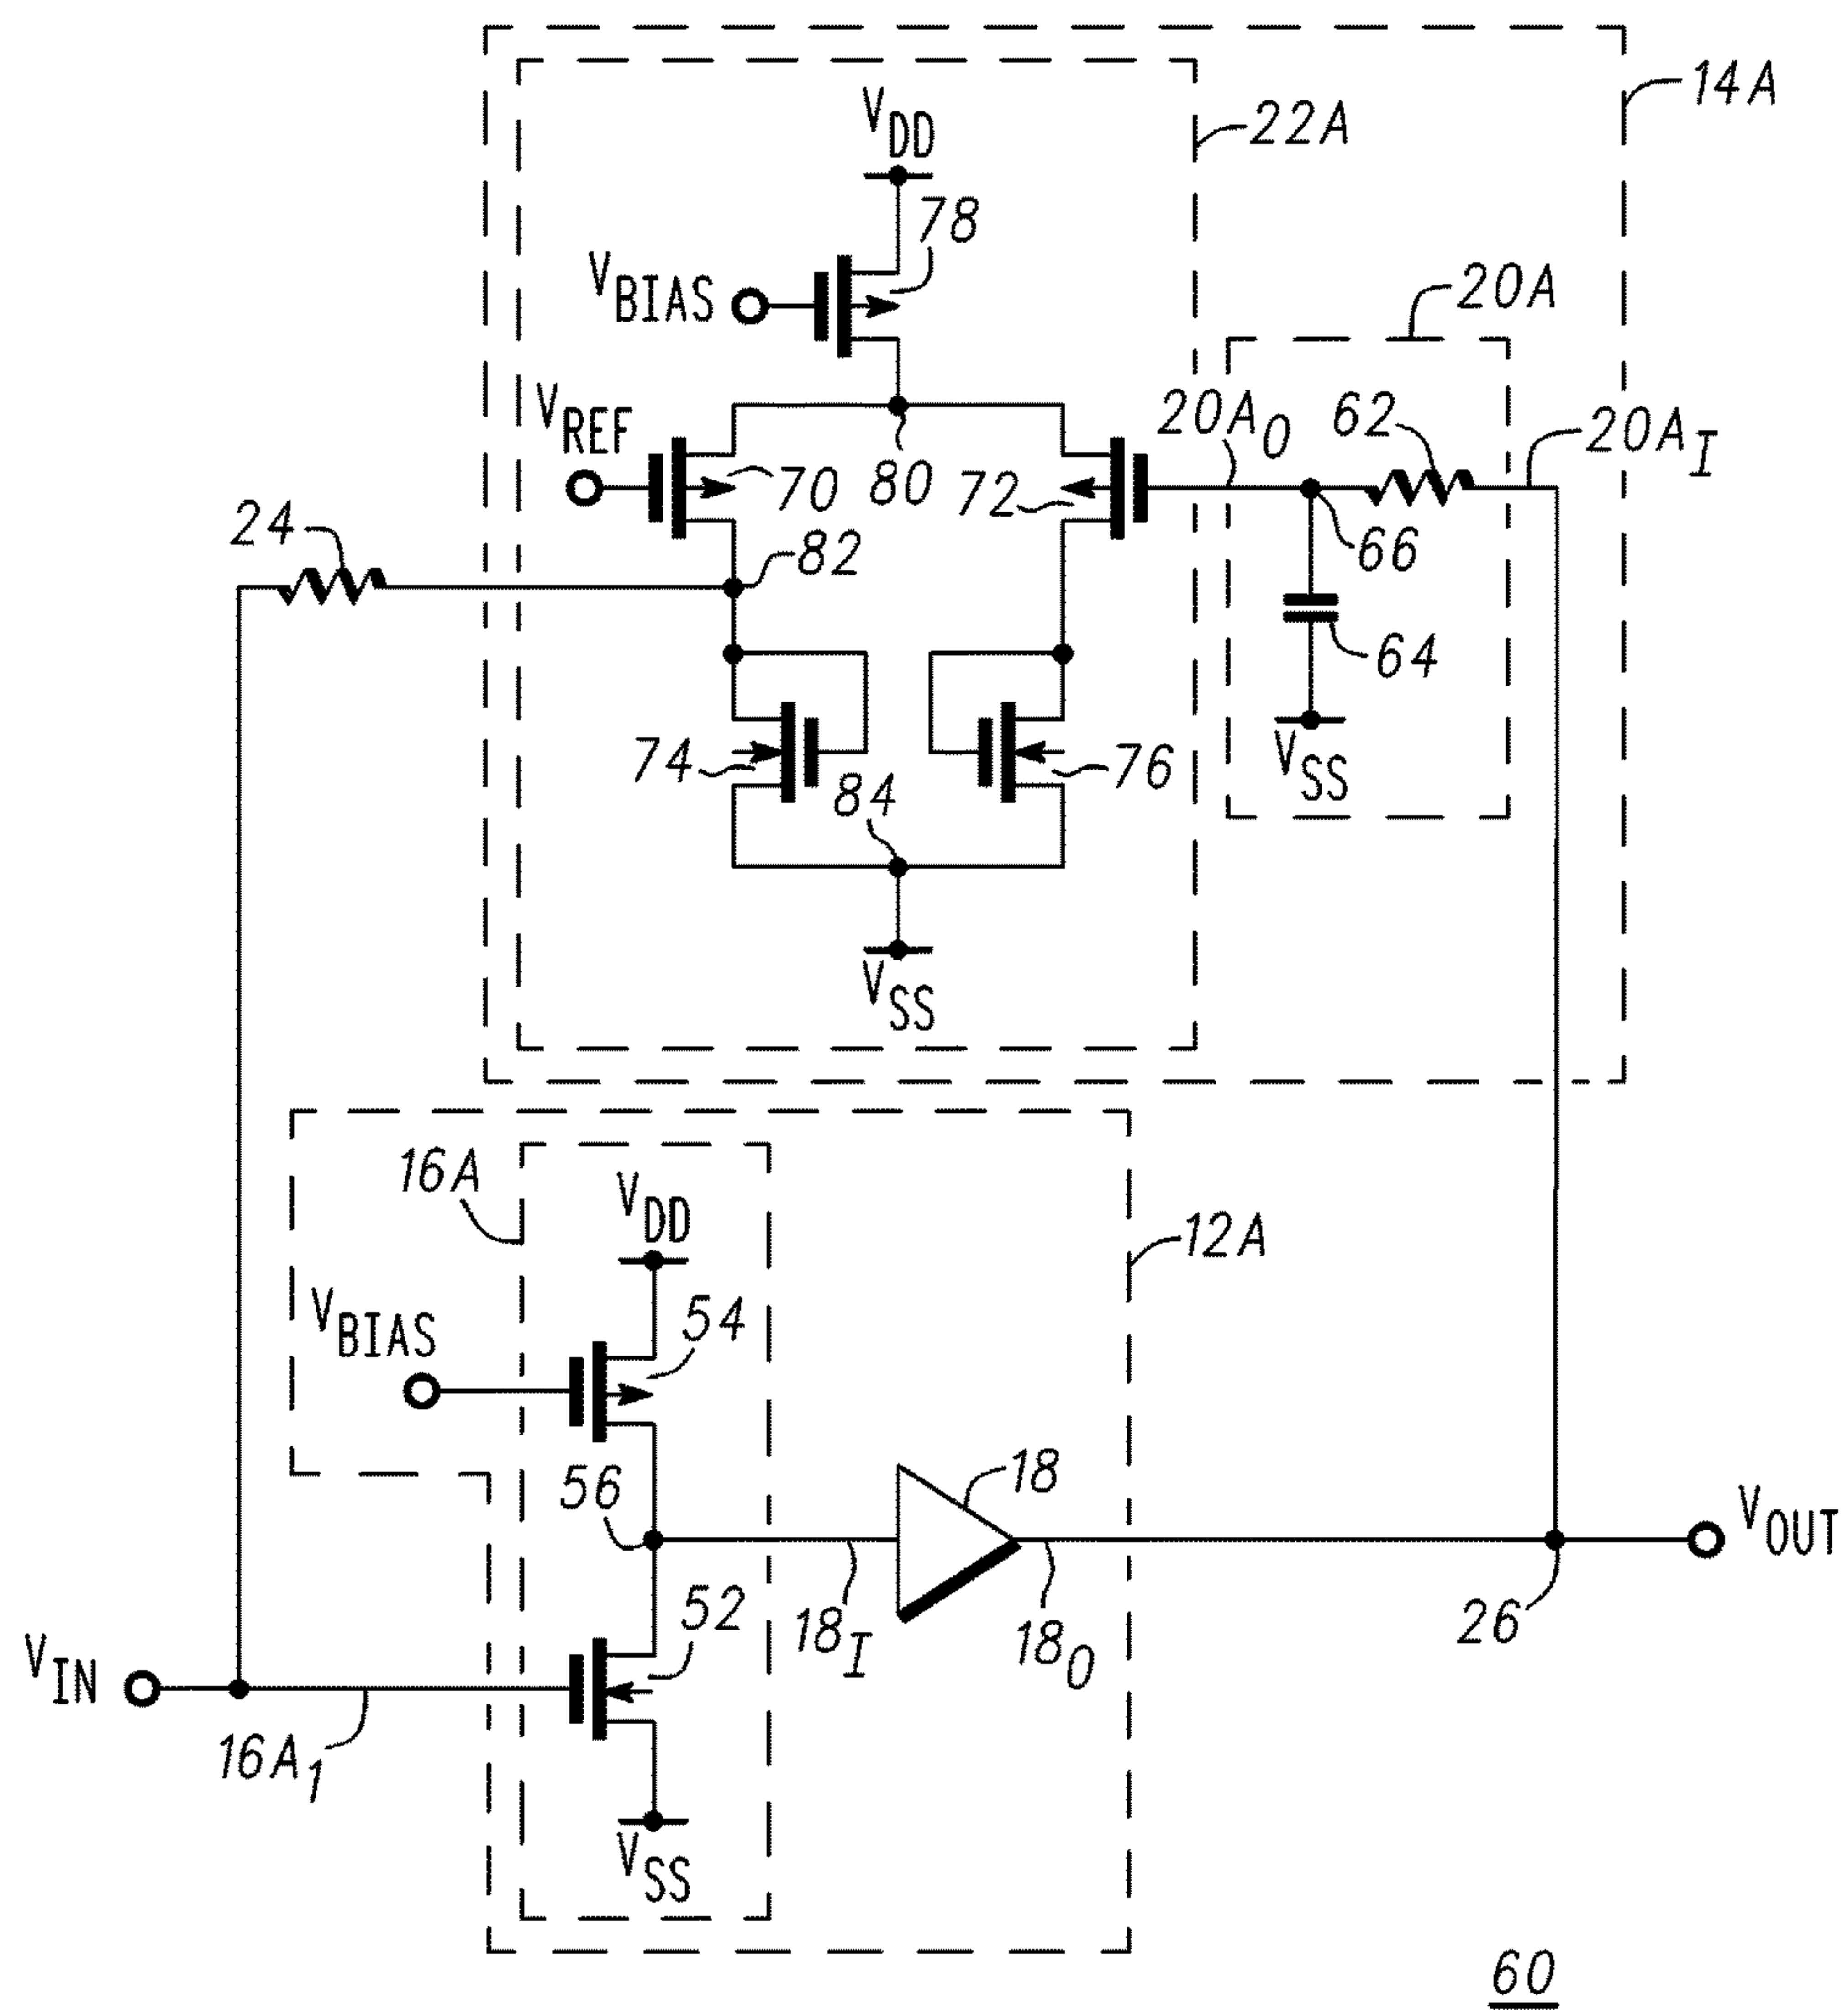 14A
22A
VDD
78
VBIAS
20A
VREF
20AO
62
20AI
70
80
72
24
82
66
64
74
84
76
VSS
VSS
16A
VDD
12A
VBIAS
54
56
18
VOUT
52
18I
18O
26
VIN
16A1
VSS
60